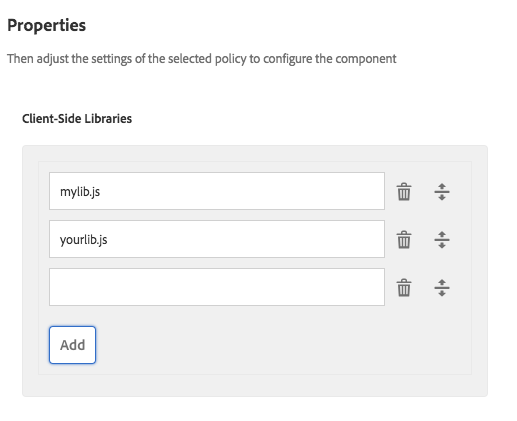 Properties
Then adjust the settings of the selected policy to configure the component
Client-Side Libraries
mylib.js
yourlib.js
Add